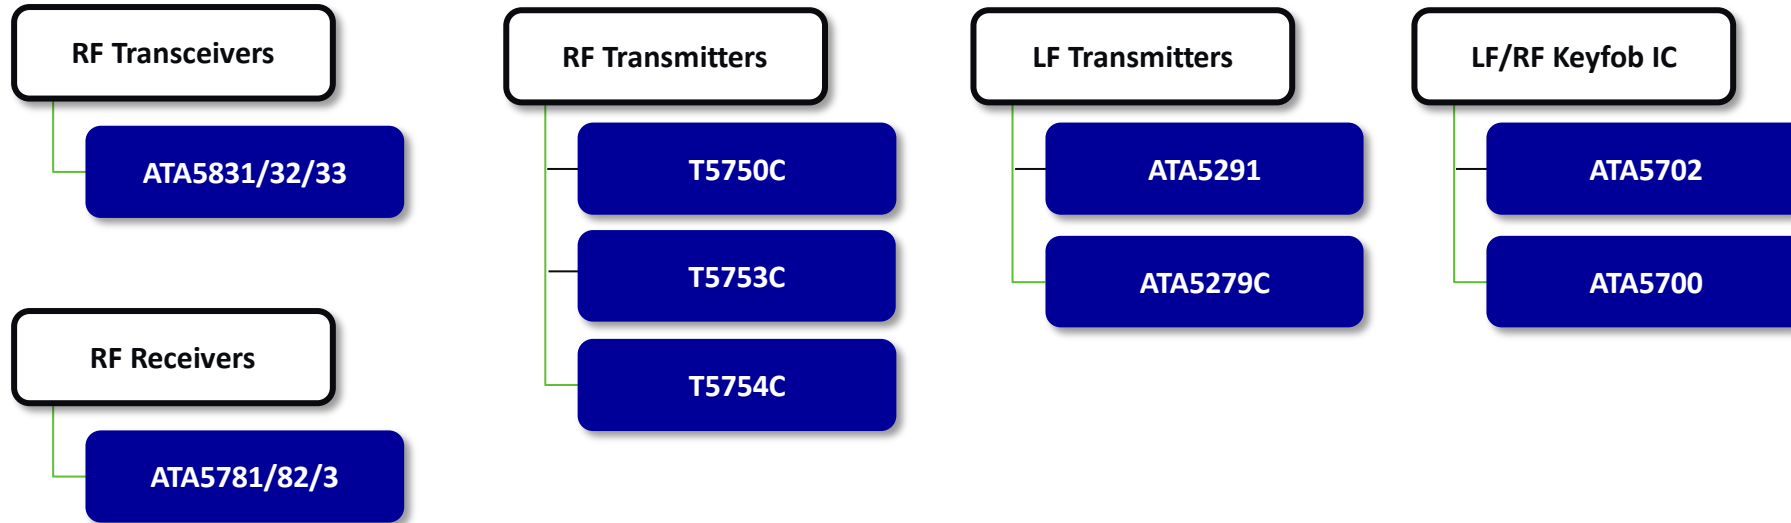 RF Transceivers
ATA5831/32/33
RF Receivers
ATA5781/82/3
RF Transmitters
T5750C
T5753C
T5754C
LF Transmitters
ATA5291
ATA5279C
LF/RF Keyfob IC
ATA5702
ATA5700